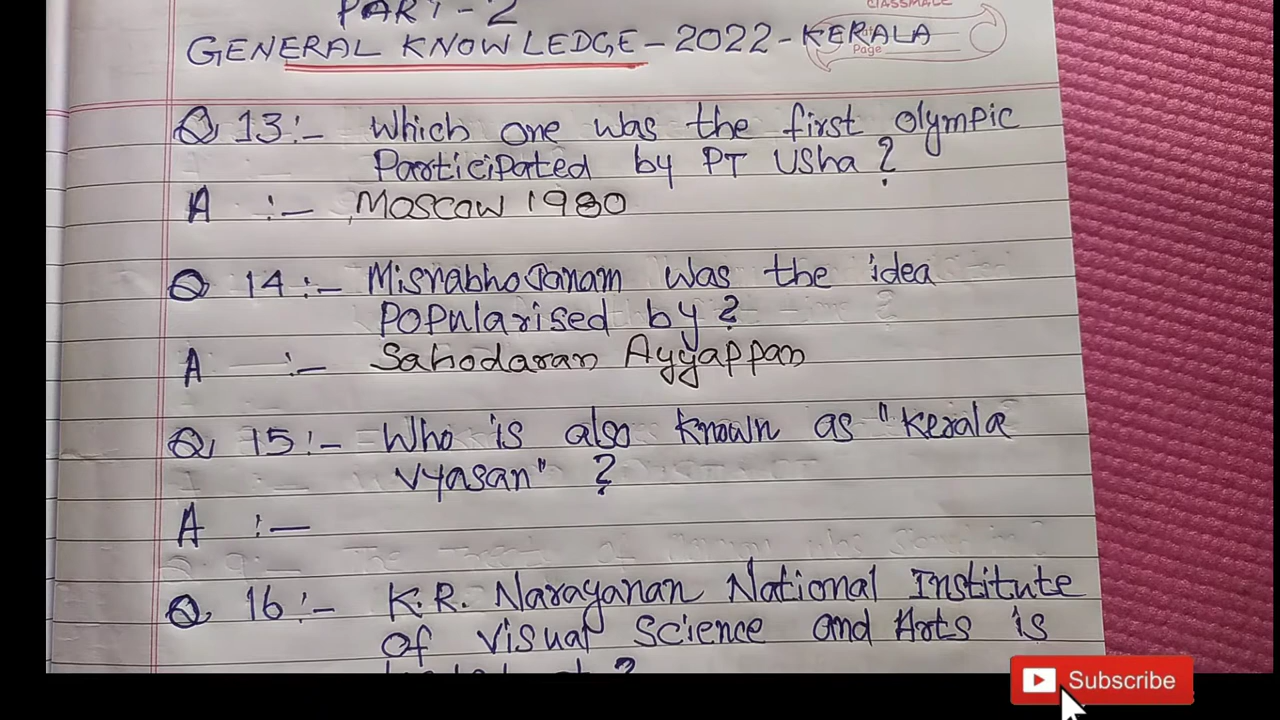 PART-2
CLASSMATE
GENERAL KNOWLEDGE-2022-KERALA
Page
Q 13:- Which one was the first olympic
Participated by PT Usha?
A :- Moscow 1980
Q 14:- MisrabhoJanam was the idea
Popularised by?
A :- Sahodaran Ayyappan
Q 15:- Who is also known as "Kerala
Vyasan" ?
A :-
Q 16:- K.R. Narayanan National Institute
Of Visual Science and Arts is
Subscribe